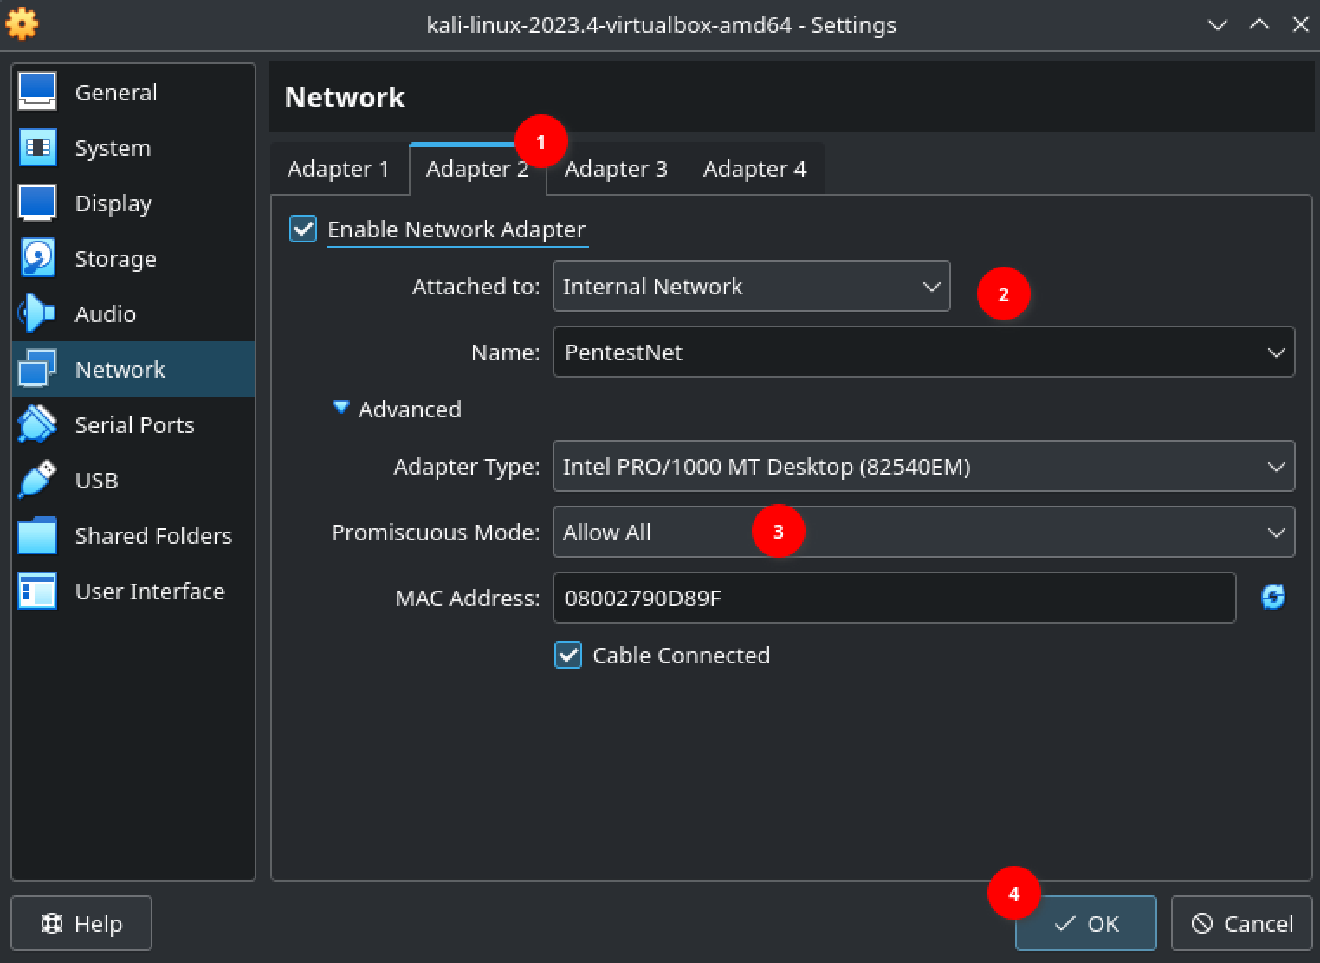 kali-linux-2023.4-virtualbox-amd64 - Settings
General
System
Display
Storage
Audio
Network
Serial Ports
USB
Shared Folders
User Interface
Network
1
Adapter 1 Adapter 2 Adapter 3 Adapter 4
Enable Network Adapter
Attached to: Internal Network 2
Name: PentestNet
Advanced
Adapter Type: Intel PRO/1000 MT Desktop (82540EM)
Promiscuous Mode: Allow All 3
MAC Address: 08002790D89F
Cable Connected
4
Help OK Cancel